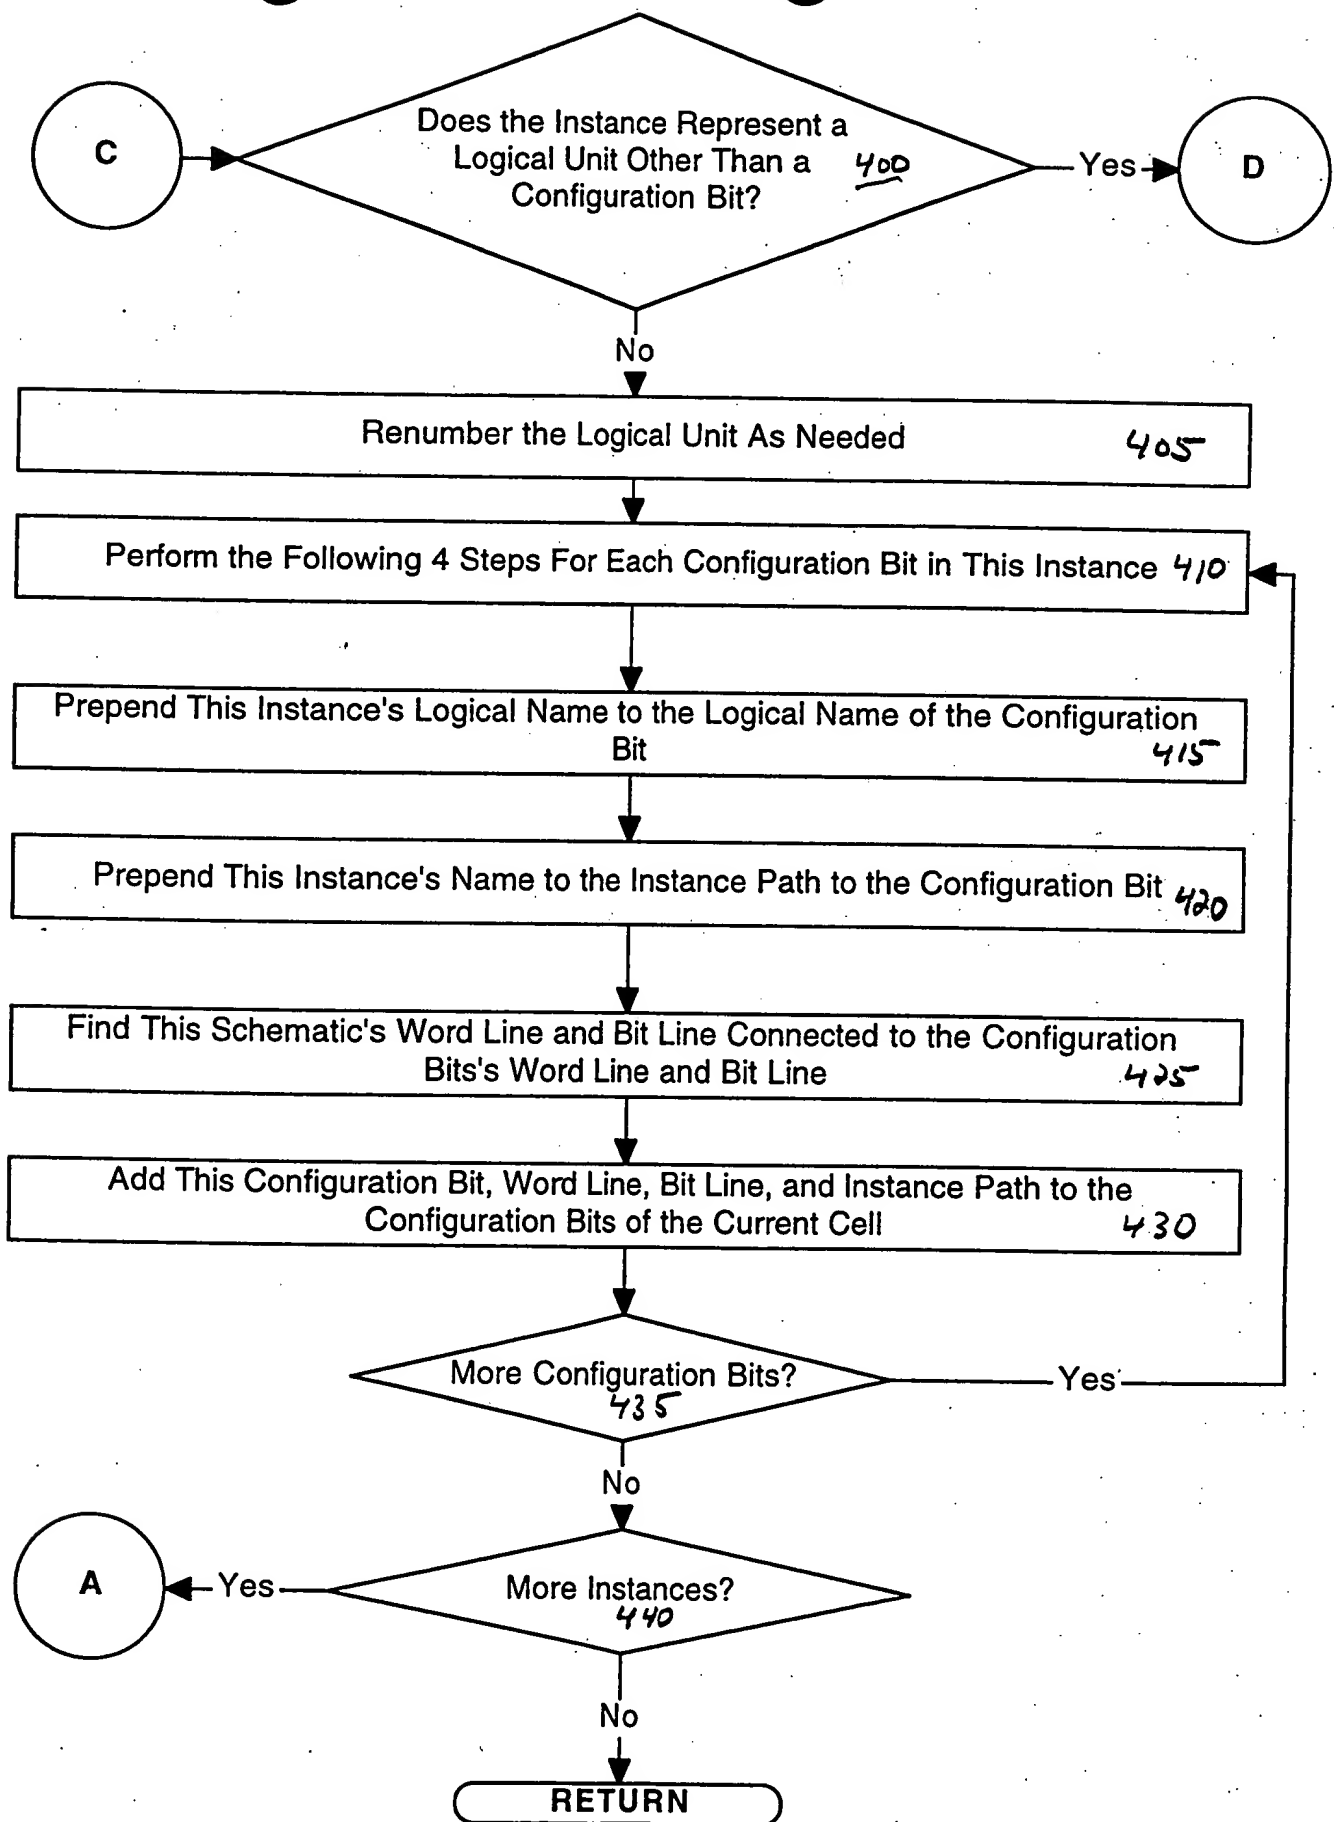 Does the Instance Represent a
C
Logical Unit Other Than a 400
Yes
D
Configuration Bit?
No
Renumber the Logical Unit As Needed 405
Perform the Following 4 Steps For Each Configuration Bit in This Instance 410
Prepend This Instance's Logical Name to the Logical Name of the Configuration
Bit 415
Prepend This Instance's Name to the Instance Path to the Configuration Bit 420
Find This Schematic's Word Line and Bit Line Connected to the Configuration
Bits's Word Line and Bit Line 425
Add This Configuration Bit, Word Line, Bit Line, and Instance Path to the
Configuration Bits of the Current Cell 430
More Configuration Bits? Yes
435
No
A
Yes
More Instances?
440
No
RETURN